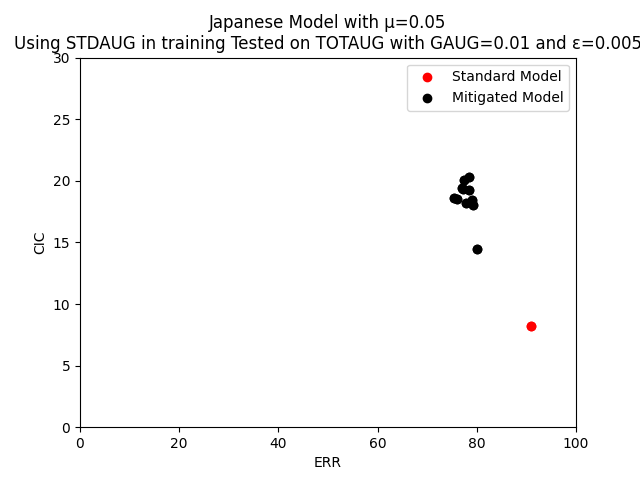 Japanese Model with μ=0.05
Using STDAUG in training Tested on TOTAUG with GAUG=0.01 and ε=0.005
Standard Model
Mitigated Model
30
25
20
15
10
5
0
CIC
0 20 40 60 80 100
ERR